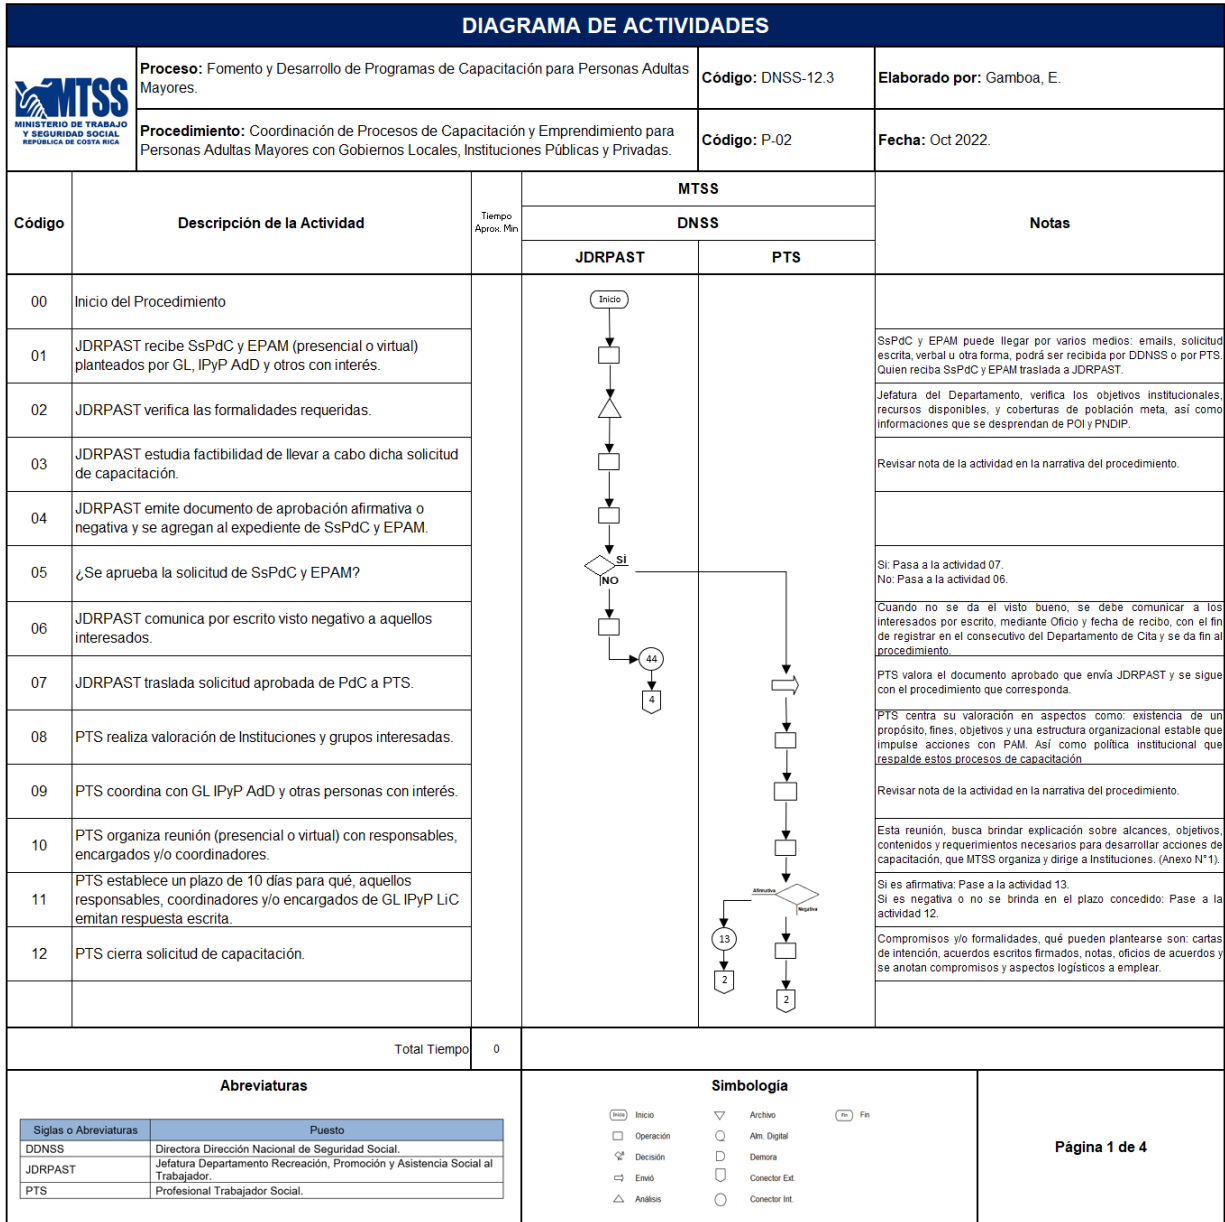 DIAGRAMA DE ACTIVIDADES
MTSS
MINISTERIO DE TRABAJO
Y SEGURIDAD SOCIAL
REPÚBLICA DE COSTA RICA
Proceso: Fomento y Desarrollo de Programas de Capacitación para Personas Adultas
Mayores.
Código: DNSS-12.3
Elaborado por: Gamboa, E.
Procedimiento: Coordinación de Procesos de Capacitación y Emprendimiento para
Personas Adultas Mayores con Gobiernos Locales, Instituciones Públicas y Privadas.
Código: P-02
Fecha: Oct 2022.
Código
Descripción de la Actividad
Tiempo
Aprox. Min
MTSS
DNSS
JDRPAST
PTS
Notas
00
Inicio del Procedimiento
Inicio
01
JDRPAST recibe SsPdC y EPAM (presencial o virtual)
planteados por GL, IPyP AdD y otros con interés.
SsPdC y EPAM puede llegar por varios medios: emails, solicitud
escrita, verbal u otra forma, podrá ser recibida por DDNSS o por PTS.
Quien reciba SsPdC y EPAM traslada a JDRPAST.
02
JDRPAST verifica las formalidades requeridas.
Jefatura del Departamento, verifica los objetivos institucionales,
recursos disponibles, y coberturas de población meta, así como
informaciones que se desprendan de POI y PNDIP.
03
JDRPAST estudia factibilidad de llevar a cabo dicha solicitud
de capacitación.
Revisar nota de la actividad en la narrativa del procedimiento.
04
JDRPAST emite documento de aprobación afirmativa o
negativa y se agregan al expediente de SsPdC y EPAM.
05
¿Se aprueba la solicitud de SsPdC y EPAM?
SÍ
NO
Si: Pasa a la actividad 07.
No: Pasa a la actividad 06.
06
JDRPAST comunica por escrito visto negativo a aquellos
interesados.
Cuando no se da el visto bueno, se debe comunicar a los
interesados por escrito, mediante Oficio y fecha de recibo, con el fin
de registrar en el consecutivo del Departamento de Cita y se da fin al
procedimiento.
44
4
07
JDRPAST traslada solicitud aprobada de PdC a PTS.
PTS valora el documento aprobado que envía JDRPAST y se sigue
con el procedimiento que corresponda.
08
PTS realiza valoración de Instituciones y grupos interesadas.
PTS centra su valoración en aspectos como: existencia de un
propósito, fines, objetivos y una estructura organizacional estable que
impulse acciones con PAM. Así como política institucional que
respalde estos procesos de capacitación
09
PTS coordina con GL IPyP AdD y otras personas con interés.
Revisar nota de la actividad en la narrativa del procedimiento.
10
PTS organiza reunión (presencial o virtual) con responsables,
encargados y/o coordinadores.
Esta reunión, busca brindar explicación sobre alcances, objetivos,
contenidos y requerimientos necesarios para desarrollar acciones de
capacitación, que MTSS organiza y dirige a Instituciones. (Anexo N°1).
11
PTS establece un plazo de 10 días para qué, aquellos
responsables, coordinadores y/o encargados de GL IPyP LiC
emitan respuesta escrita.
Afirmativa
Negativa
Si es afirmativa: Pase a la actividad 13.
Si es negativa o no se brinda en el plazo concedido: Pase a la
actividad 12.
12
PTS cierra solicitud de capacitación.
13
2
2
Compromisos y/o formalidades, qué pueden plantearse son: cartas
de intención, acuerdos escritos firmados, notas, oficios de acuerdos y
se anotan compromisos y aspectos logísticos a emplear.
Total Tiempo
0
Abreviaturas
Siglas o Abreviaturas
Puesto
DDNSS
Directora Dirección Nacional de Seguridad Social.
JDRPAST
Jefatura Departamento Recreación, Promoción y Asistencia Social al
Trabajador.
PTS
Profesional Trabajador Social.
Simbología
Inicio
Inicio
Archivo
Fin
Fin
Operación
Alm. Digital
Decisión
Demora
Envió
Conector Ext.
Análisis
Conector Int.
Página 1 de 4